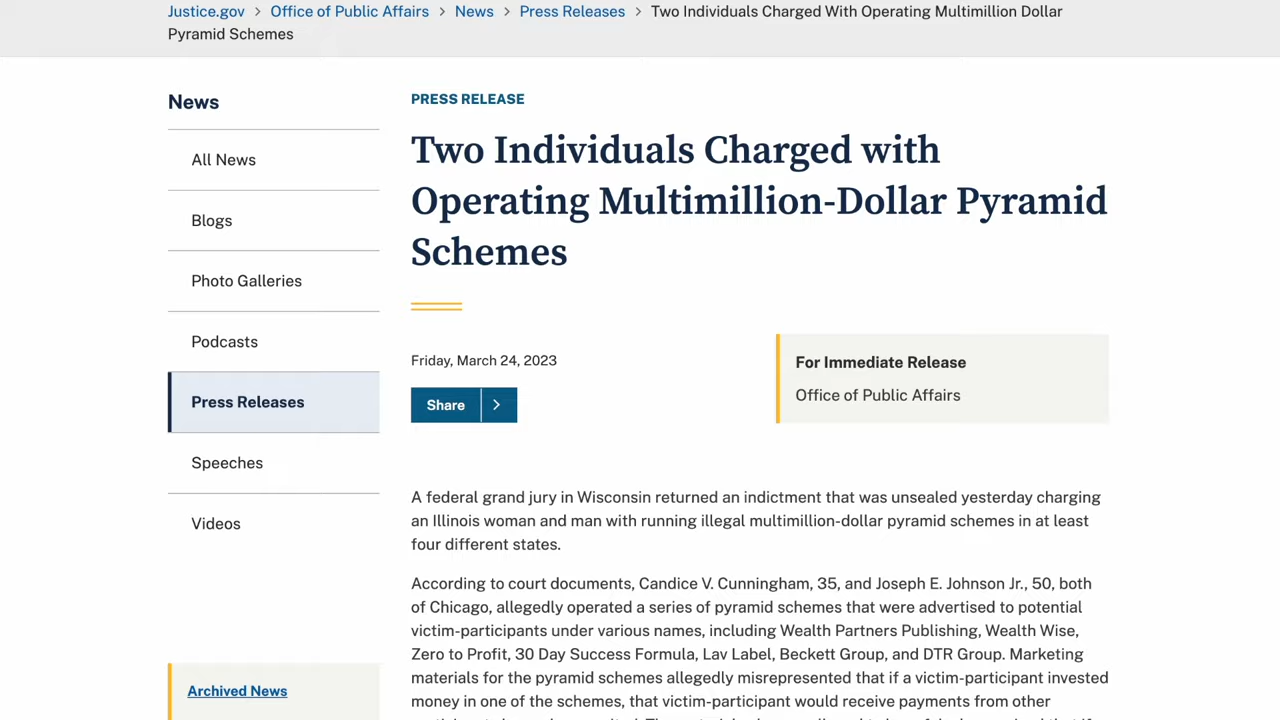 Justice.gov > Office of Public Affairs > News > Press Releases > Two Individuals Charged With Operating Multimillion Dollar
Pyramid Schemes
News
All News
Blogs
Photo Galleries
Podcasts
Press Releases
Speeches
Videos
Archived News
PRESS RELEASE
Two Individuals Charged with
Operating Multimillion-Dollar Pyramid
Schemes
Friday, March 24, 2023
Share >
For Immediate Release
Office of Public Affairs
A federal grand jury in Wisconsin returned an indictment that was unsealed yesterday charging
an Illinois woman and man with running illegal multimillion-dollar pyramid schemes in at least
four different states.
According to court documents, Candice V. Cunningham, 35, and Joseph E. Johnson Jr., 50, both
of Chicago, allegedly operated a series of pyramid schemes that were advertised to potential
victim-participants under various names, including Wealth Partners Publishing, Wealth Wise,
Zero to Profit, 30 Day Success Formula, Lav Label, Beckett Group, and DTR Group. Marketing
materials for the pyramid schemes allegedly misrepresented that if a victim-participant invested
money in one of the schemes, that victim-participant would receive payments from other